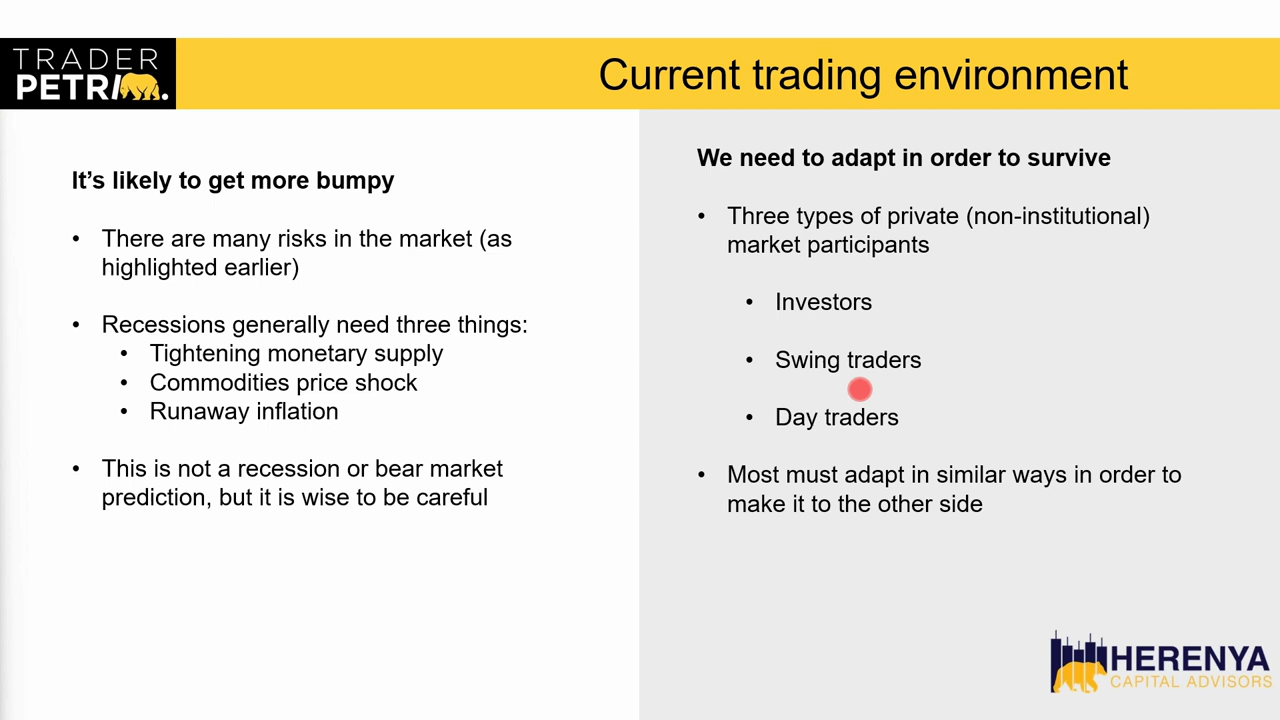 TRADER
PETRI.
Current trading environment
It’s likely to get more bumpy
• There are many risks in the market (as
highlighted earlier)
• Recessions generally need three things:
• Tightening monetary supply
• Commodities price shock
• Runaway inflation
• This is not a recession or bear market
prediction, but it is wise to be careful
We need to adapt in order to survive
• Three types of private (non-institutional)
market participants
• Investors
• Swing traders
• Day traders
• Most must adapt in similar ways in order to
make it to the other side
HERENYA
CAPITAL ADVISORS